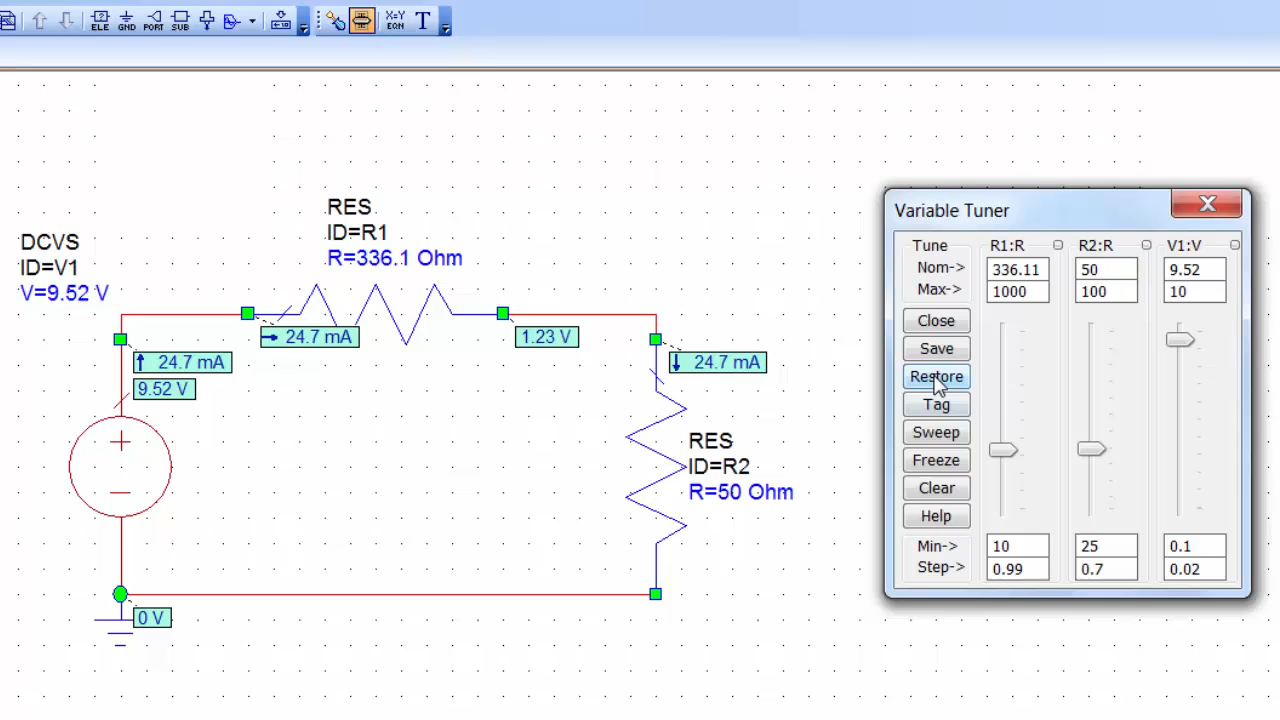 ELE
GND
PORT
SUB
X=Y
EQN
T
RES
ID=R1
R=336.1 Ohm
DCVS
ID=V1
V=9.52 V
24.7 mA
9.52 V
24.7 mA
1.23 V
24.7 mA
RES
ID=R2
R=50 Ohm
0 V
Variable Tuner
Tune R1:R R2:R V1:V
Nom-> 336.11 50 9.52
Max-> 1000 100 10
Close
Save
Restore
Tag
Sweep
Freeze
Clear
Help
Min-> 10 25 0.1
Step-> 0.99 0.7 0.02